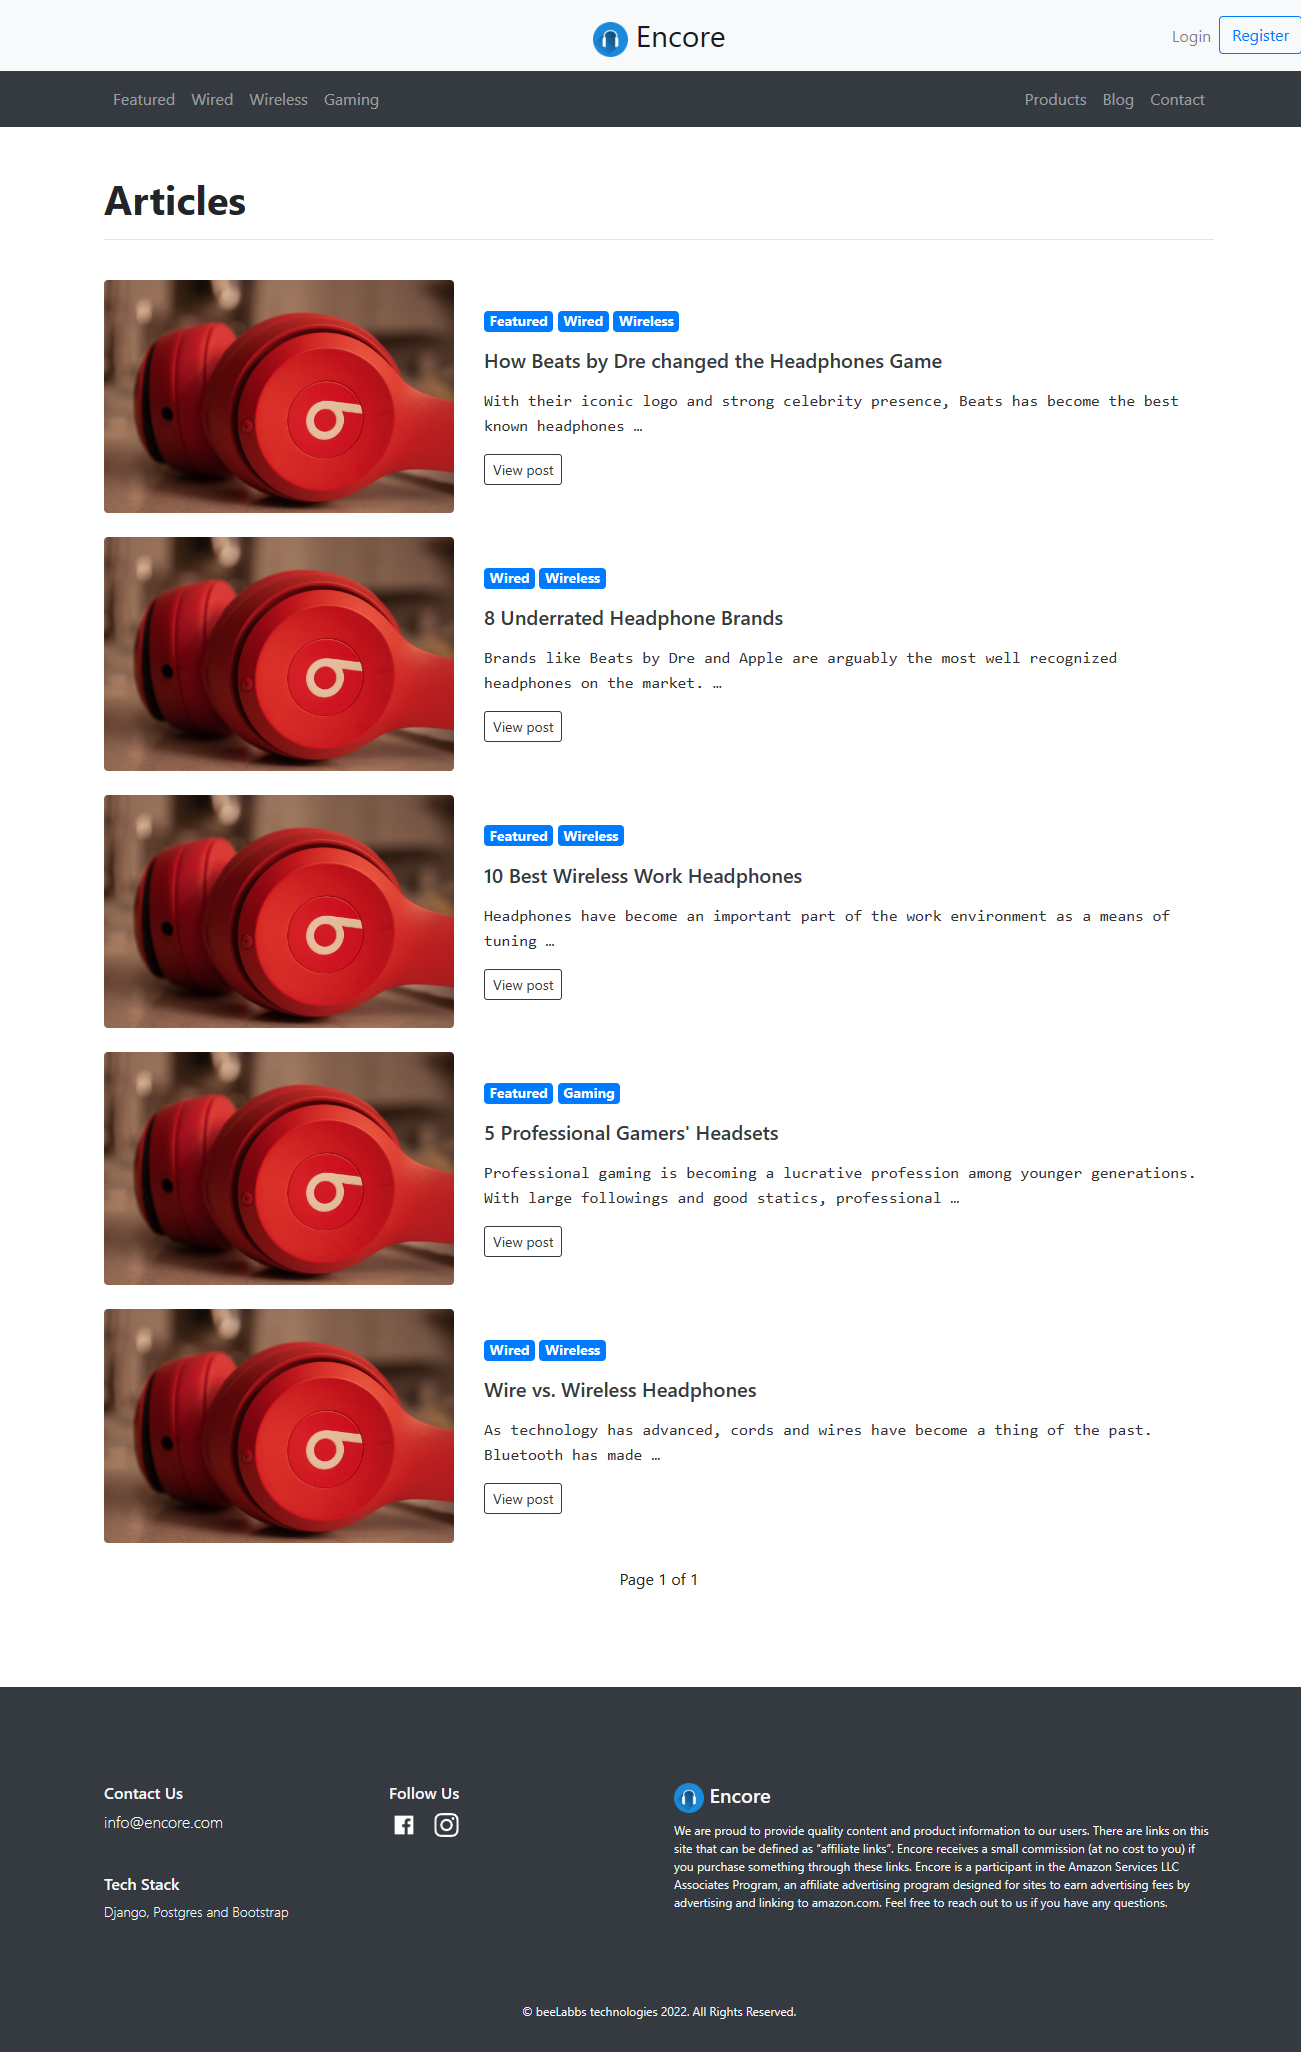 Encore
Login Register
Featured Wired Wireless Gaming
Products Blog Contact
Articles
Featured Wired Wireless
How Beats by Dre changed the Headphones Game
With their iconic logo and strong celebrity presence, Beats has become the best
known headphones …
View post
Wired Wireless
8 Underrated Headphone Brands
Brands like Beats by Dre and Apple are arguably the most well recognized
headphones on the market. …
View post
Featured Wireless
10 Best Wireless Work Headphones
Headphones have become an important part of the work environment as a means of
tuning …
View post
Featured Gaming
5 Professional Gamers' Headsets
Professional gaming is becoming a lucrative profession among younger generations.
With large followings and good statics, professional …
View post
Wired Wireless
Wire vs. Wireless Headphones
As technology has advanced, cords and wires have become a thing of the past.
Bluetooth has made …
View post
Page 1 of 1
Contact Us
info@encore.com
Tech Stack
Django, Postgres and Bootstrap
Follow Us
Encore
We are proud to provide quality content and product information to our users. There are links on this
site that can be defined as “affiliate links”. Encore receives a small commission (at no cost to you) if
you purchase something through these links. Encore is a participant in the Amazon Services LLC
Associates Program, an affiliate advertising program designed for sites to earn advertising fees by
advertising and linking to amazon.com. Feel free to reach out to us if you have any questions.
© beeLabbs technologies 2022. All Rights Reserved.